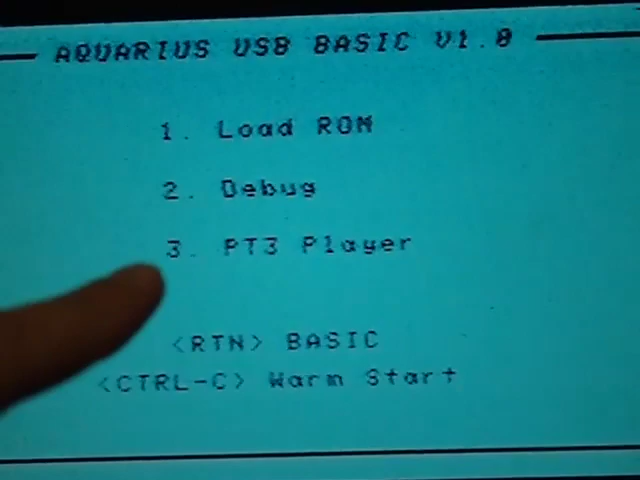 AQUARIUS USB BASIC V1.0
1. Load ROM
2. Debug
3. PT3 Player
<RTN> BASIC
<CTRL-C> Warm Start